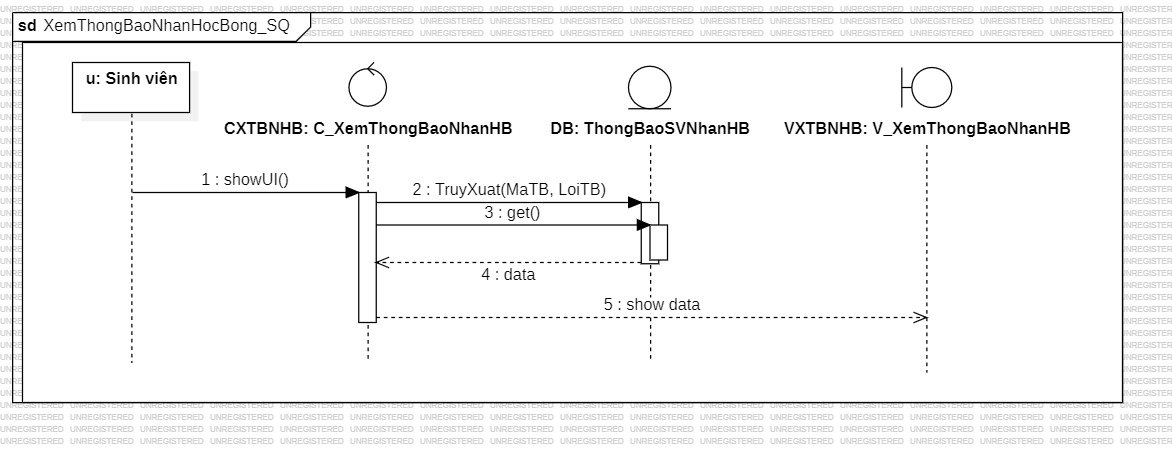 sd XemThongBaoNhanHocBong_SQ
u: Sinh viên
CXTBNHB: C_XemThongBaoNhanHB
DB: ThongBaoSVNhanHB
VXTBNHB: V_XemThongBaoNhanHB
1 : showUI()
2 : TruyXuat(MaTB, LoiTB)
3 : get()
4 : data
5 : show data
UNREGISTERED